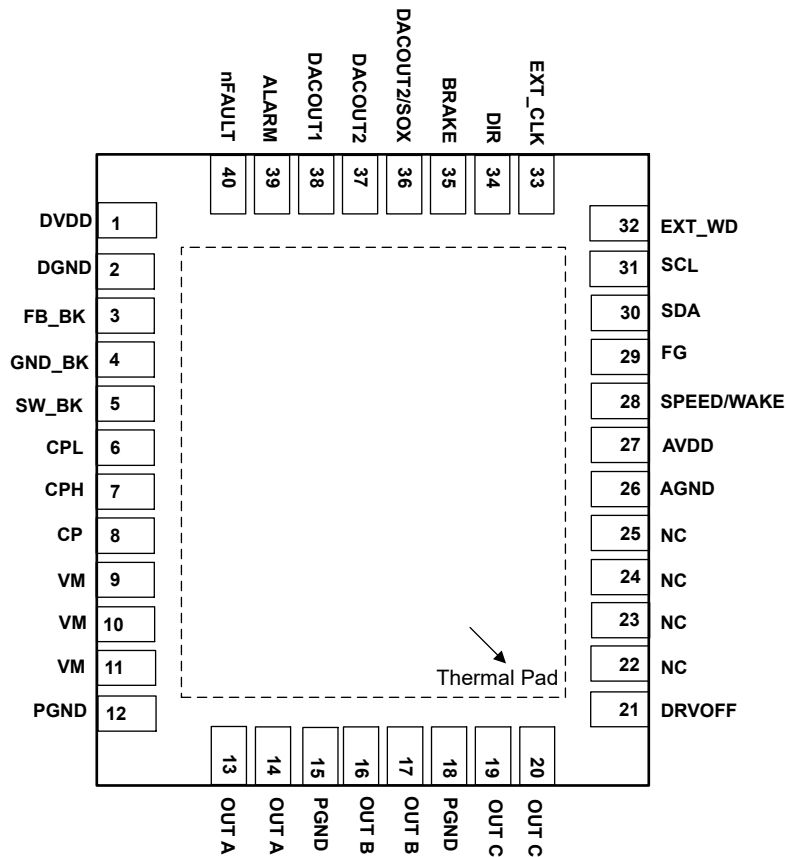 nFAULT
ALARM
DACOUT1
DACOUT2
DACOUT2/SOX
BRAKE
DIR
EXT_CLK
40
39
38
37
36
35
34
33
DVDD 1
DGND 2
FB_BK 3
GND_BK 4
SW_BK 5
CPL 6
CPH 7
CP 8
VM 9
VM 10
VM 11
PGND 12
32 EXT_WD
31 SCL
30 SDA
29 FG
28 SPEED/WAKE
27 AVDD
26 AGND
25 NC
24 NC
23 NC
22 NC
21 DRVOFF
Thermal Pad
13
14
15
16
17
18
19
20
OUT A
OUT A
PGND
OUT B
OUT B
PGND
OUT C
OUT C